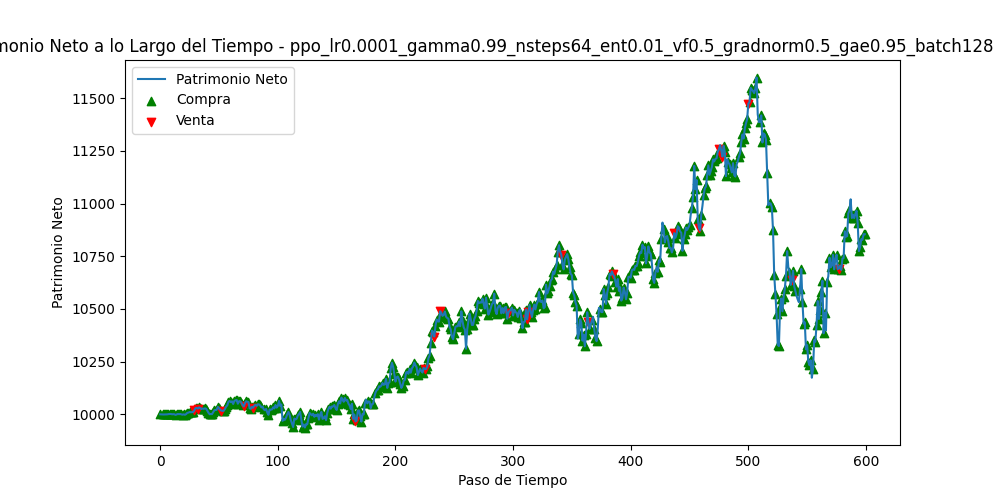 monio Neto a lo Largo del Tiempo - ppo_lr0.0001_gamma0.99_nsteps64_ent0.01_vf0.5_gradnorm0.5_gae0.95_batch128
Patrimonio Neto
Compra
Venta
Patrimonio Neto
11500
11250
11000
10750
10500
10250
10000
0 100 200 300 400 500 600
Paso de Tiempo